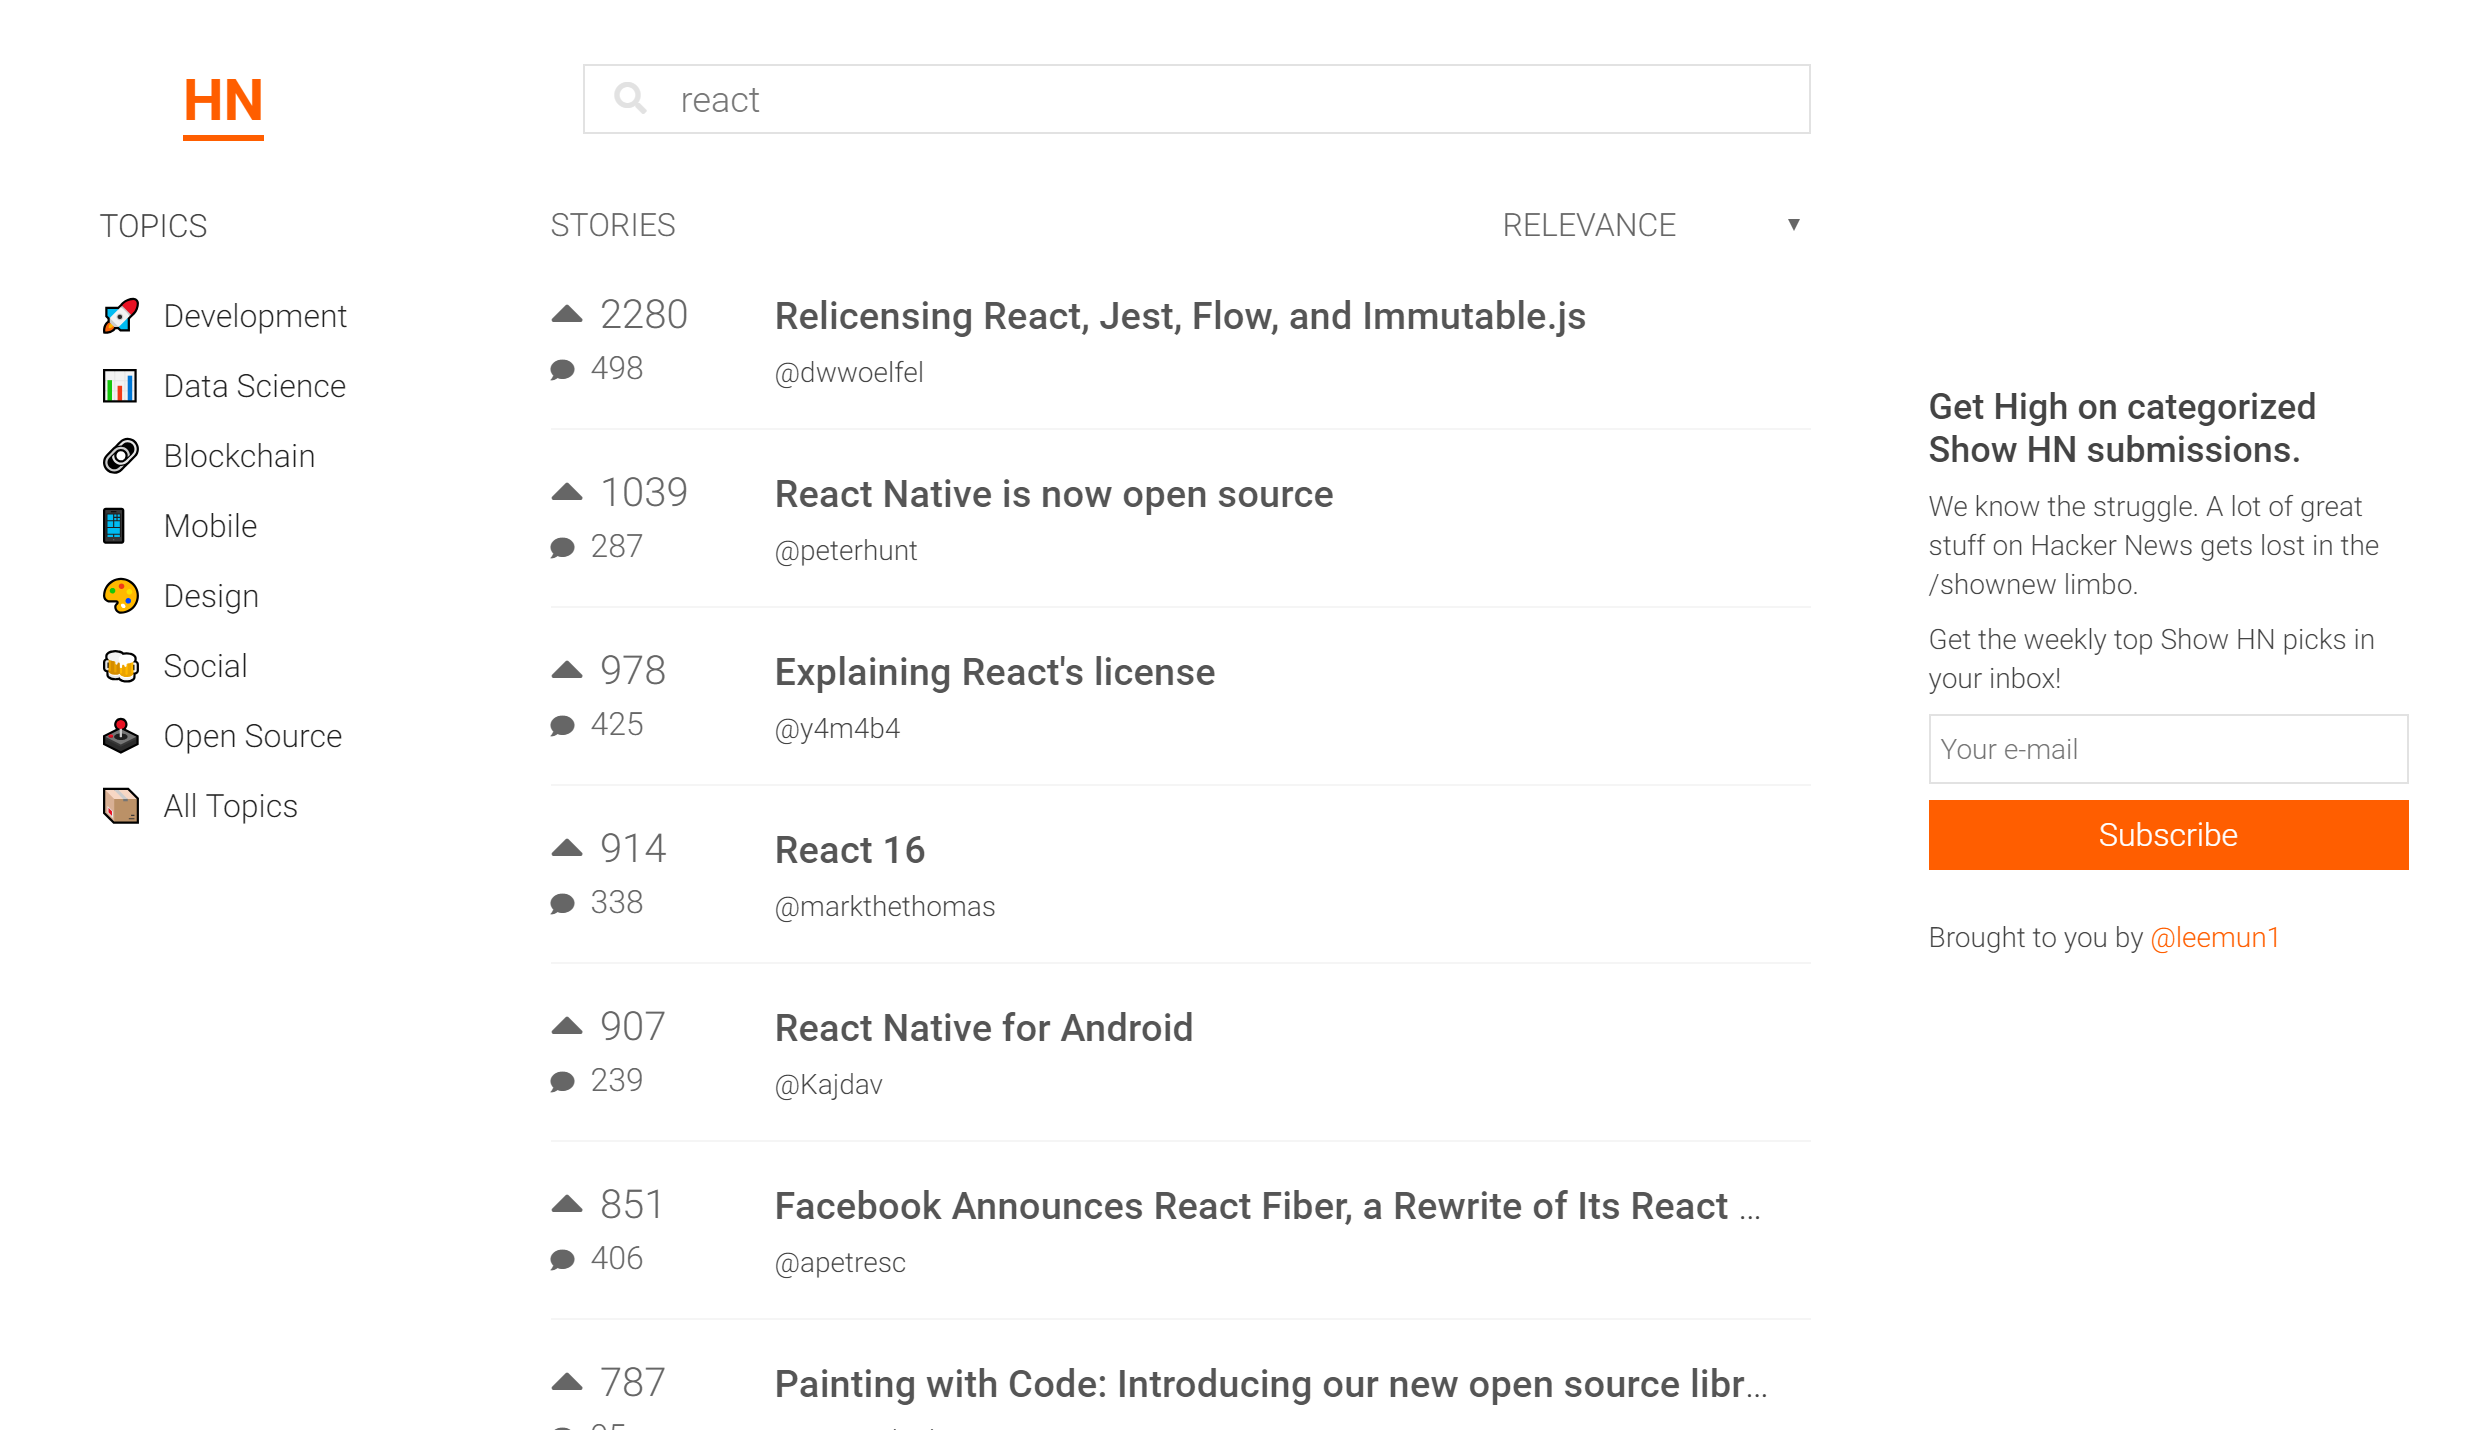 HN
react
TOPICS
Development
Data Science
Blockchain
Mobile
Design
Social
Open Source
All Topics
STORIES
RELEVANCE
2280
Relicensing React, Jest, Flow, and Immutable.js
498
@dwwoelfel
1039
React Native is now open source
287
@peterhunt
978
Explaining React's license
425
@y4m4b4
914
React 16
338
@markthethomas
907
React Native for Android
239
@Kajdav
851
Facebook Announces React Fiber, a Rewrite of Its React ...
406
@apetresc
787
Painting with Code: Introducing our new open source libr...
Get High on categorized
Show HN submissions.
We know the struggle. A lot of great
stuff on Hacker News gets lost in the
/shownew limbo.
Get the weekly top Show HN picks in
your inbox!
Your e-mail
Subscribe
Brought to you by @leemun1